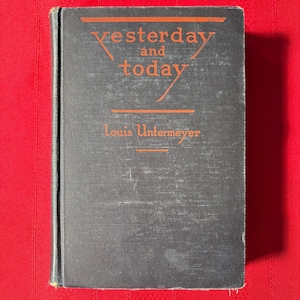 yesterday
and
today
Louis Untermeyer